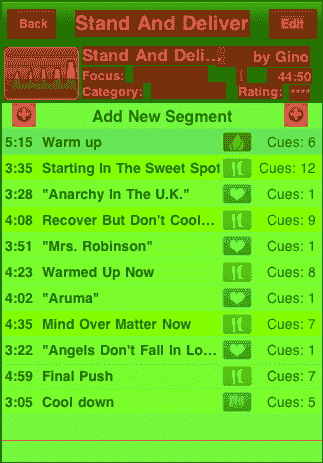 Back Stand And Deliver Edit
Stand And Deli... by Gino
Focus: 44:50
Category: Rating: ****
Add New Segment
5:15 Warm up Cues: 6
3:35 Starting In The Sweet Spot Cues: 12
3:28 "Anarchy In The U.K." Cues: 1
4:08 Recover But Don't Cool... Cues: 9
3:51 "Mrs. Robinson" Cues: 1
4:23 Warmed Up Now Cues: 8
4:02 "Aruma" Cues: 1
4:35 Mind Over Matter Now Cues: 7
3:22 "Angels Don't Fall In Lo... Cues: 1
4:59 Final Push Cues: 7
3:05 Cool down Cues: 5